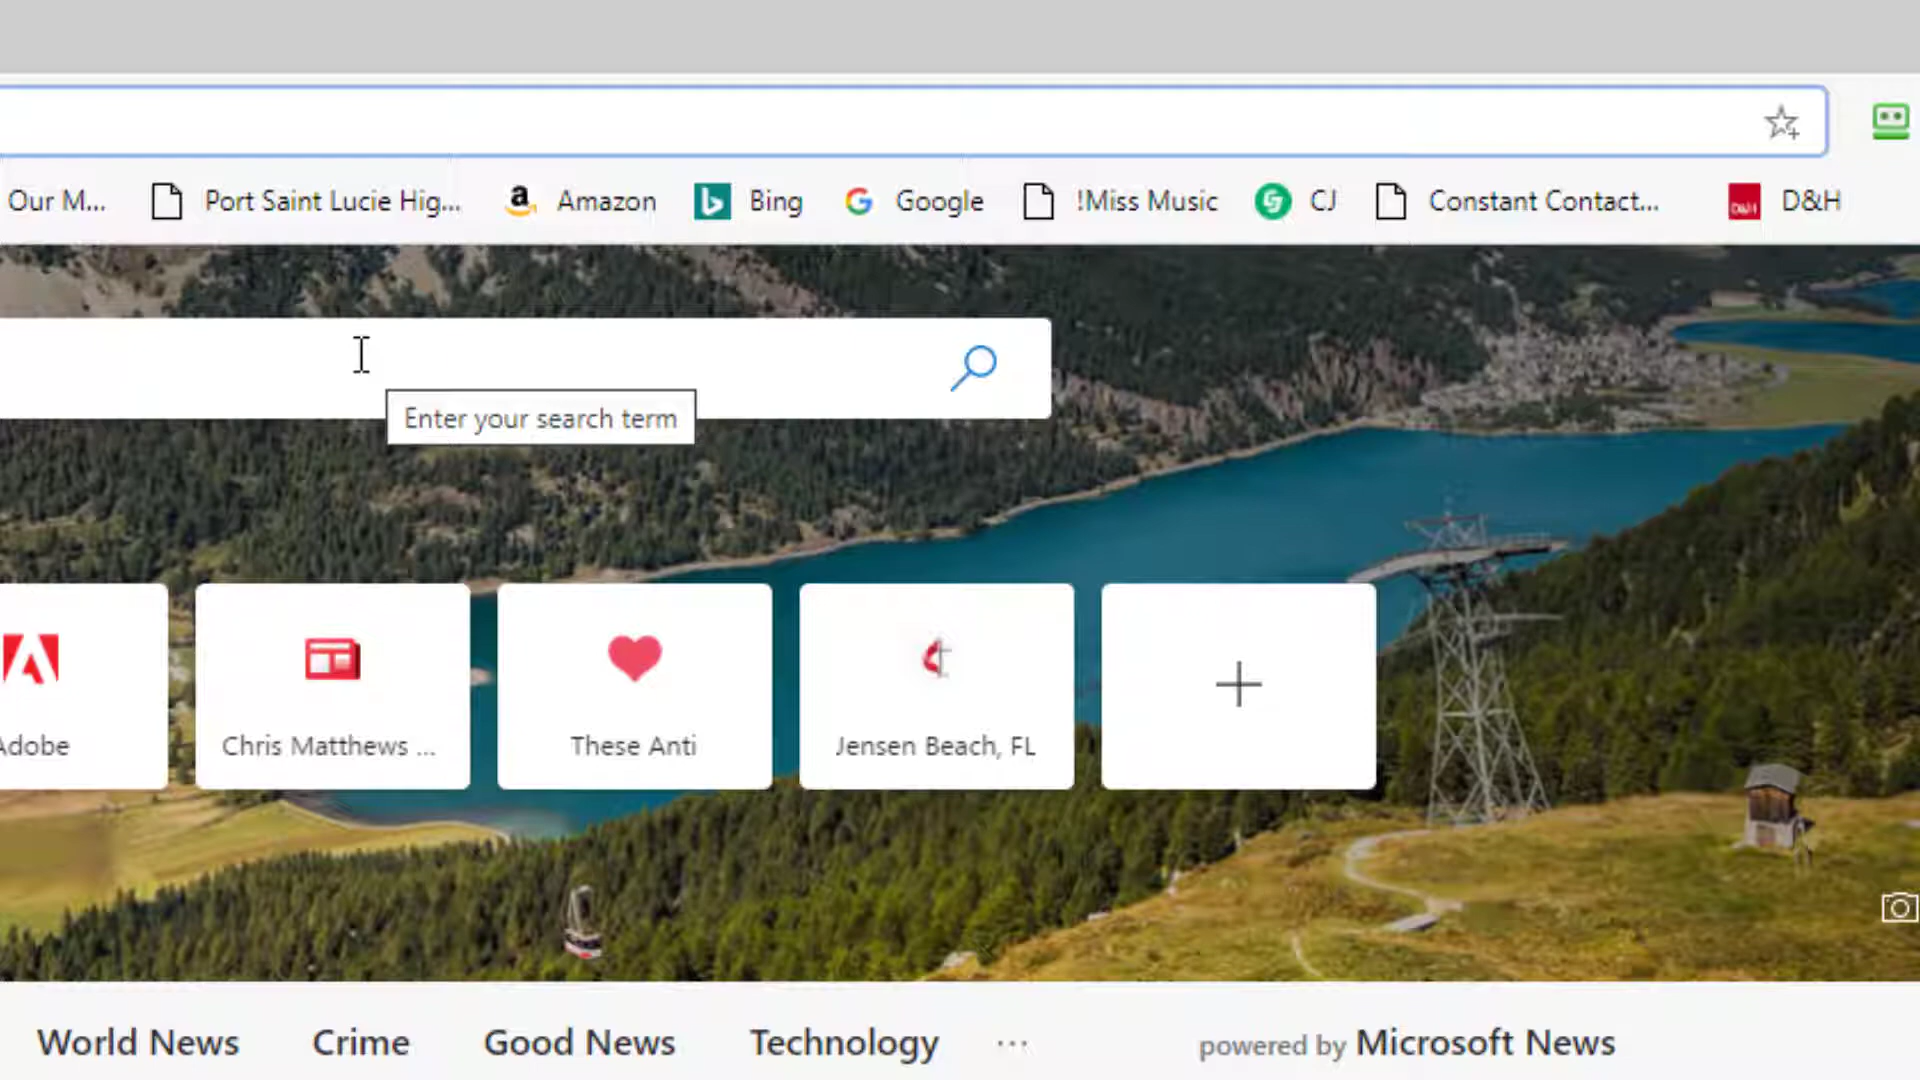 Our M... Port Saint Lucie Hig... Amazon Bing Google !Miss Music CJ Constant Contact... D&H D&H
Enter your search term
Adobe Chris Matthews ... These Anti Jensen Beach, FL
World News Crime Good News Technology ... powered by Microsoft News